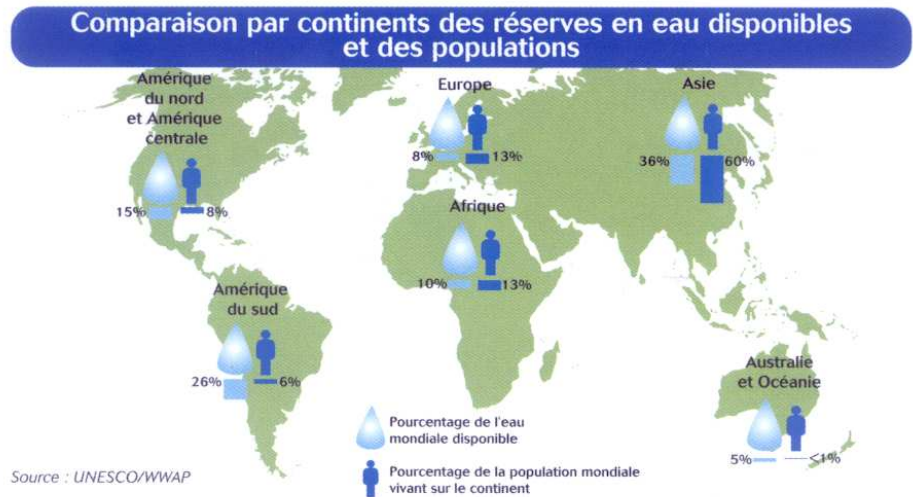 Comparaison par continents des réserves en eau disponibles
et des populations
Amérique
du nord
et Amérique
centrale
15%
8%
Europe
8%
13%
Asie
36%
60%
Afrique
10%
13%
Amérique
du sud
26%
6%
Australie
et Océanie
5%
<1%
Pourcentage de l'eau
mondiale disponible
Pourcentage de la population mondiale
vivant sur le continent
Source : UNESCO/WWAP